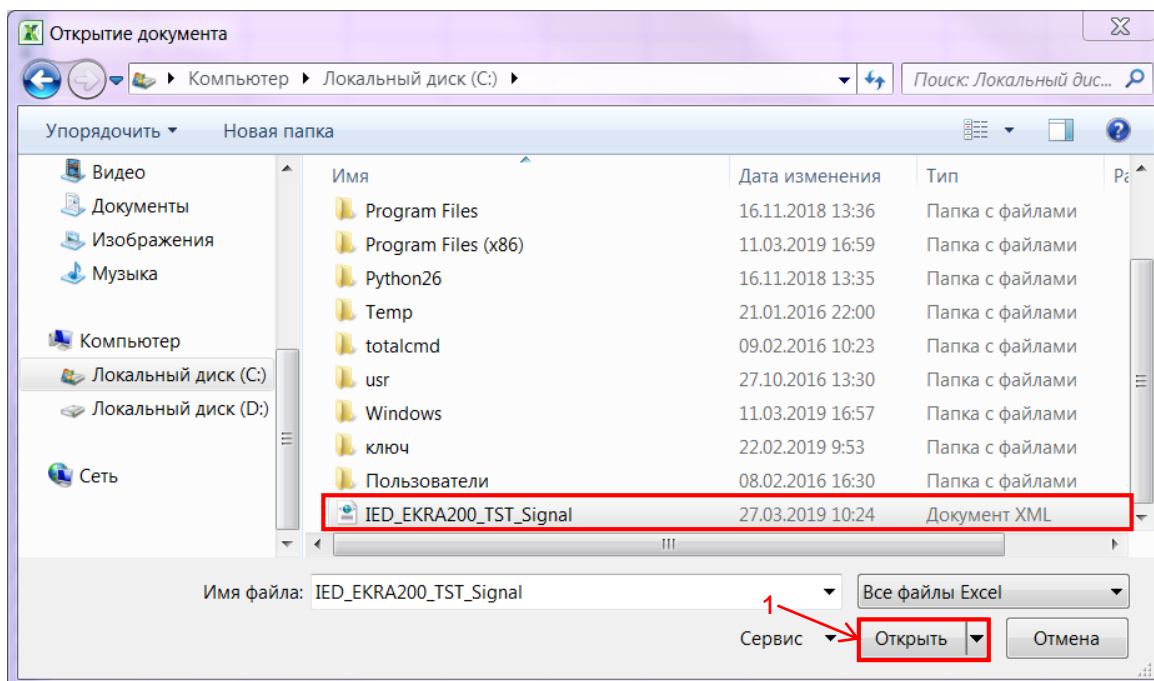 Открытие документа
Компьютер Локальный диск (C:) Поиск: Локальный дис...
Упорядочить Новая папка
Видео
Документы
Изображения
Музыка
Компьютер
Локальный диск (C:)
Локальный диск (D:)
Сеть
Имя Дата изменения Тип
Program Files 16.11.2018 13:36 Папка с файлами
Program Files (x86) 11.03.2019 16:59 Папка с файлами
Python26 16.11.2018 13:35 Папка с файлами
Temp 21.01.2016 22:00 Папка с файлами
totalcmd 09.02.2016 10:23 Папка с файлами
usr 27.10.2016 13:30 Папка с файлами
Windows 11.03.2019 16:57 Папка с файлами
ключ 22.02.2019 9:53 Папка с файлами
Пользователи 08.02.2016 16:30 Папка с файлами
IED_EKRA200_TST_Signal 27.03.2019 10:24 Документ XML
Имя файла: IED_EKRA200_TST_Signal Все файлы Excel
1
Сервис Открыть Отмена